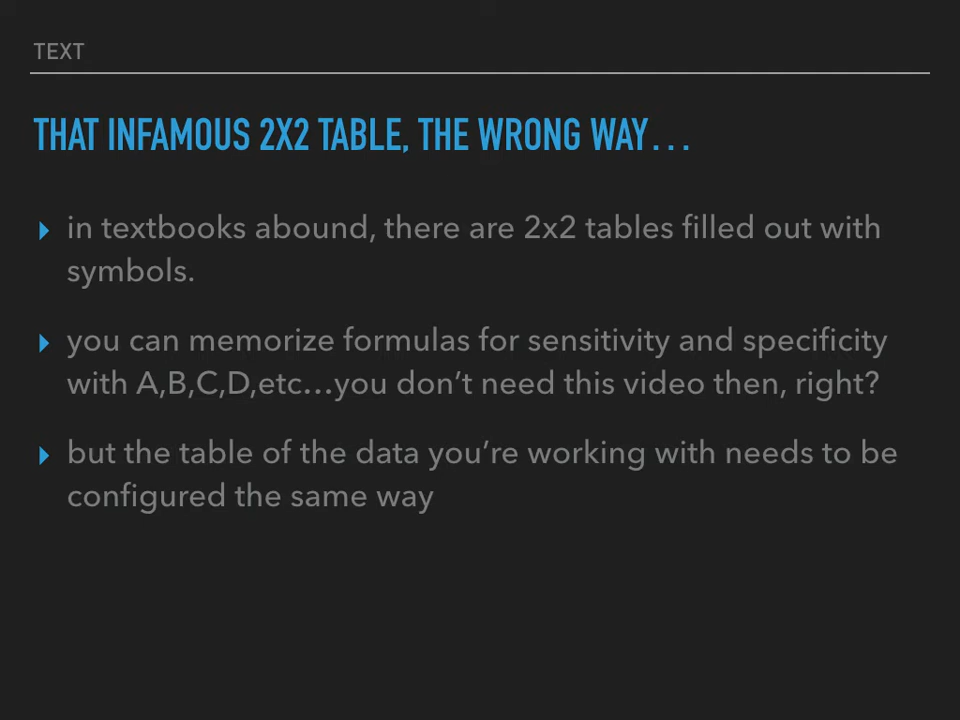 TEXT
THAT INFAMOUS 2X2 TABLE, THE WRONG WAY...
in textbooks abound, there are 2x2 tables filled out with
symbols.
you can memorize formulas for sensitivity and specificity
with A,B,C,D,etc...you don't need this video then, right?
but the table of the data you're working with needs to be
configured the same way